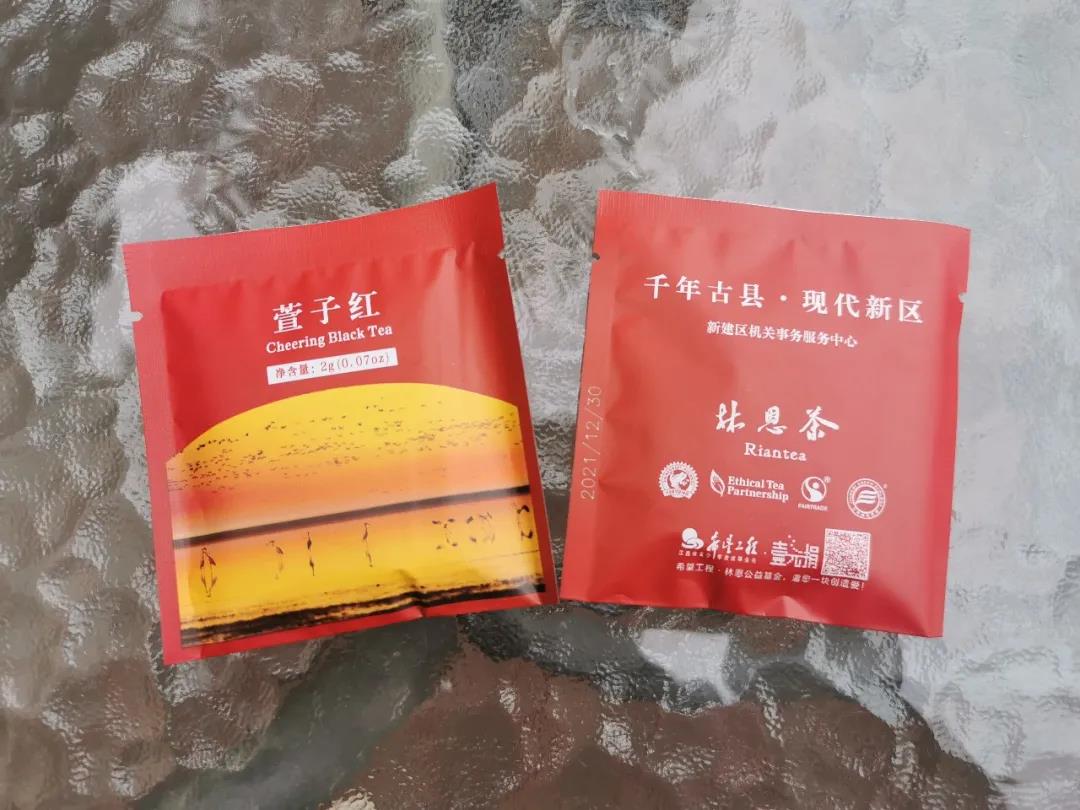 萱子红
Cheering Black Tea
净含量: 2g(0.07oz)
千年古县·现代新区
新建区机关事务服务中心
2021/12/30
林恩茶
Riantea
Ethical Tea
Partnership
FAIRTRADE
希望工程·壹元捐
希望工程·林恩公益基金,邀您一块创造爱!